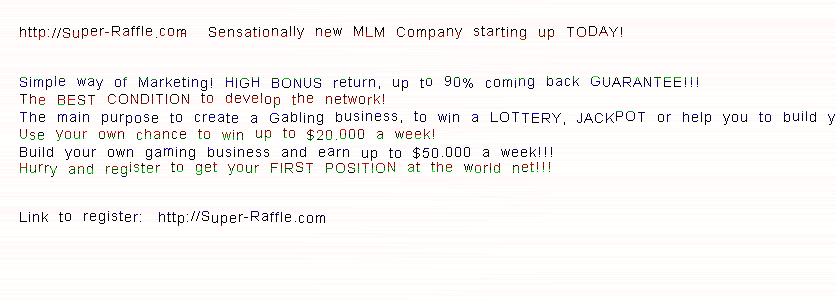 http://Super-Raffle.com Sensationally new MLM Company starting up TODAY!
Simple way of Marketing! HIGH BONUS return, up to 90% coming back GUARANTEE!!!
The BEST CONDITION to develop the network!
The main purpose to create a Gabling business, to win a LOTTERY, JACKPOT or help you to build y
Use your own chance to win up to $20.000 a week!
Build your own gaming business and earn up to $50.000 a week!!!
Hurry and register to get your FIRST POSITION at the world net!!!
Link to register: http://Super-Raffle.com